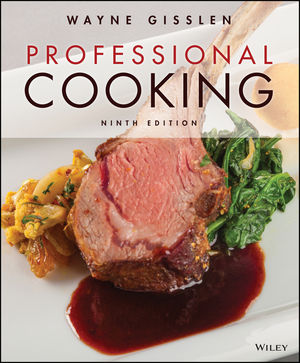 WAYNE GISSLEN
PROFESSIONAL
COOKING
NINTH EDITION
WILEY